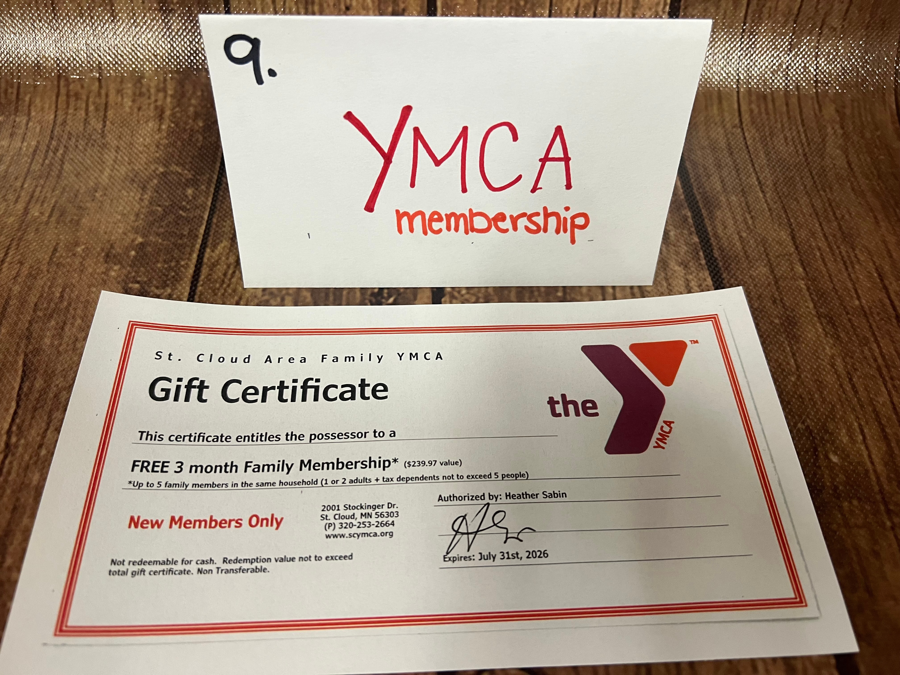 9.
YMCA
membership
St. Cloud Area Family YMCA
Gift Certificate
the
YMCA
TM
This certificate entitles the possessor to a
FREE 3 month Family Membership* ($239.97 value)
*Up to 5 family members in the same household (1 or 2 adults + tax dependents not to exceed 5 people)
New Members Only
2001 Stockinger Dr.
St. Cloud, MN 56303
(P) 320-253-2664
www.scymca.org
Authorized by: Heather Sabin
Expires: July 31st, 2026
Not redeemable for cash. Redemption value not to exceed
total gift certificate. Non Transferable.